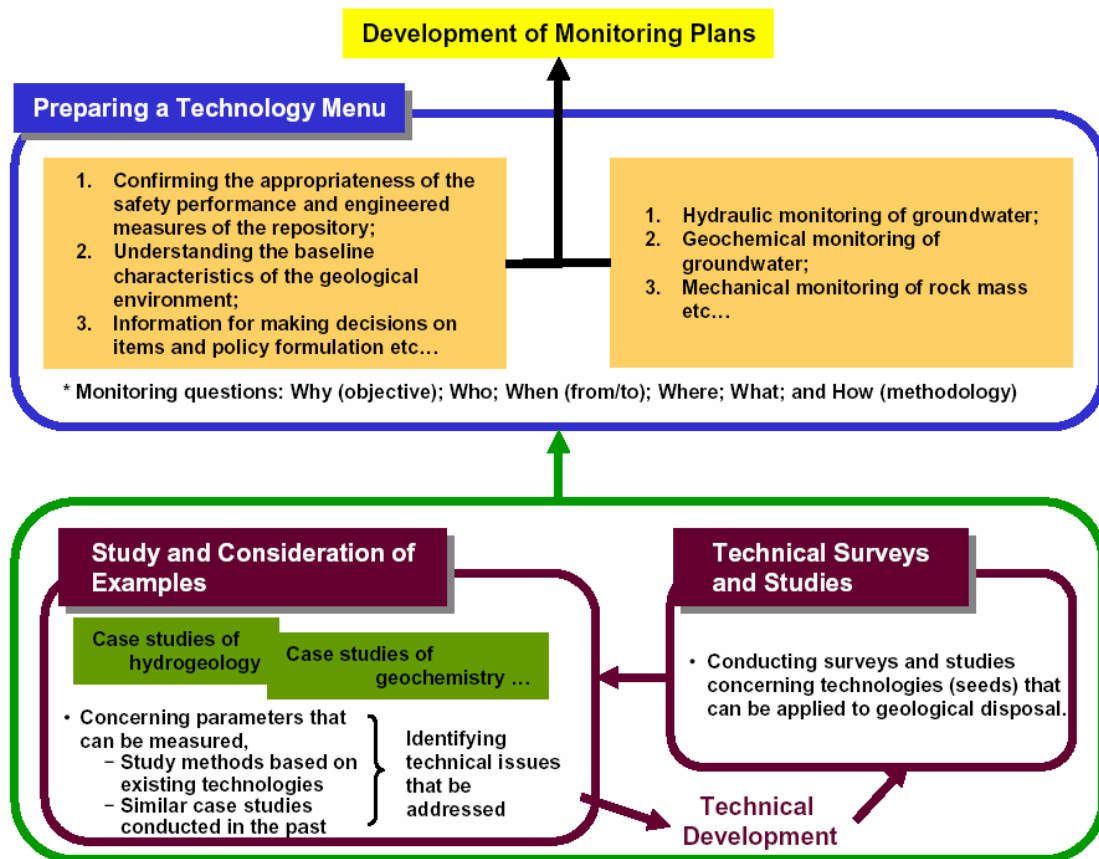 Development of Monitoring Plans
Preparing a Technology Menu
1. Confirming the appropriateness of the
safety performance and engineered
measures of the repository;
2. Understanding the baseline
characteristics of the geological
environment;
3. Information for making decisions on
items and policy formulation etc…
1. Hydraulic monitoring of groundwater;
2. Geochemical monitoring of
groundwater;
3. Mechanical monitoring of rock mass
etc…
* Monitoring questions: Why (objective); Who; When (from/to); Where; What; and How (methodology)
Study and Consideration of
Examples
Case studies of
hydrogeology
Case studies of
geochemistry …
• Concerning parameters that
can be measured,
– Study methods based on
existing technologies
– Similar case studies
conducted in the past
Identifying
technical issues
that be
addressed
Technical Surveys
and Studies
• Conducting surveys and studies
concerning technologies (seeds) that
can be applied to geological disposal.
Technical
Development